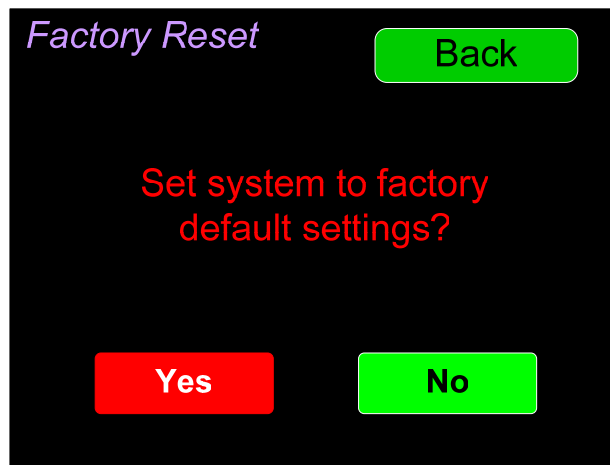 Factory Reset
Back
Set system to factory
default settings?
Yes
No